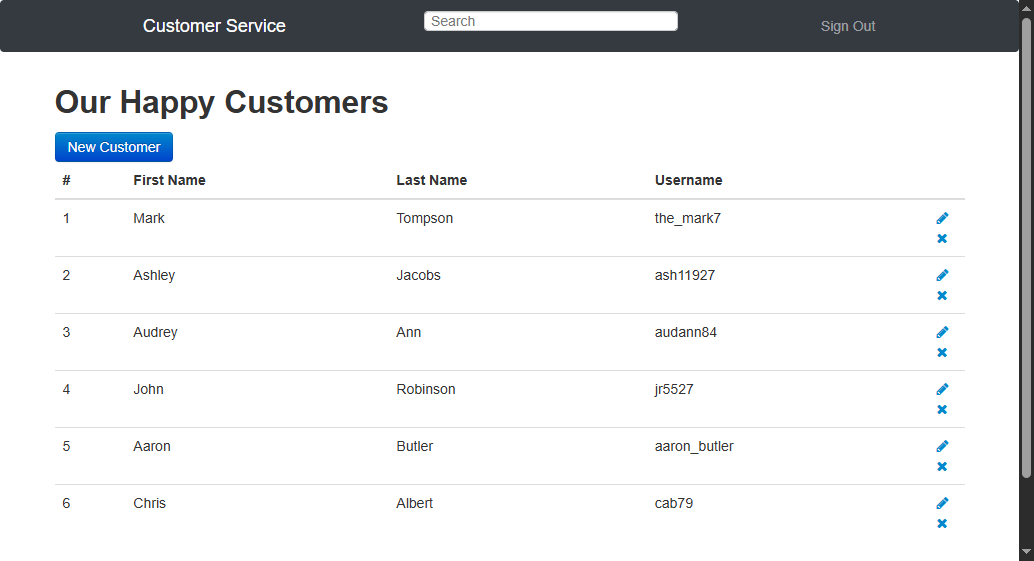 Customer Service Search Sign Out
Our Happy Customers
New Customer
# First Name Last Name Username
1 Mark Tompson the_mark7
2 Ashley Jacobs ash11927
3 Audrey Ann audann84
4 John Robinson jr5527
5 Aaron Butler aaron_butler
6 Chris Albert cab79